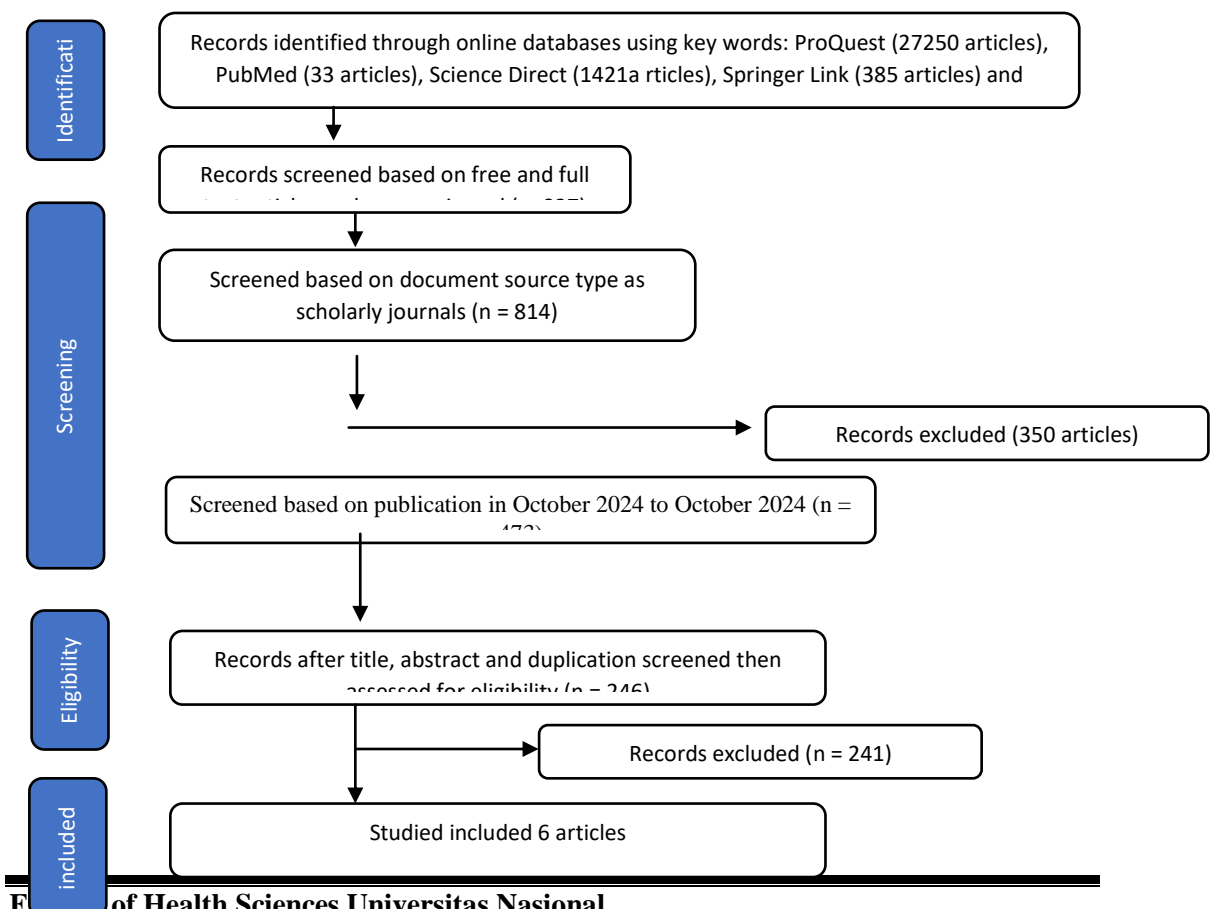 Identificati
Records identified through online databases using key words: ProQuest (27250 articles),
PubMed (33 articles), Science Direct (1421a rticles), Springer Link (385 articles) and
Records screened based on free and full
Screening
Screened based on document source type as
scholarly journals (n = 814)
Records excluded (350 articles)
Screened based on publication in October 2024 to October 2024 (n =
Eligibility
Records after title, abstract and duplication screened then
assessed for eligibility (n = 246)
Records excluded (n = 241)
included
Studied included 6 articles
of Health Sciences Universitas Nasional